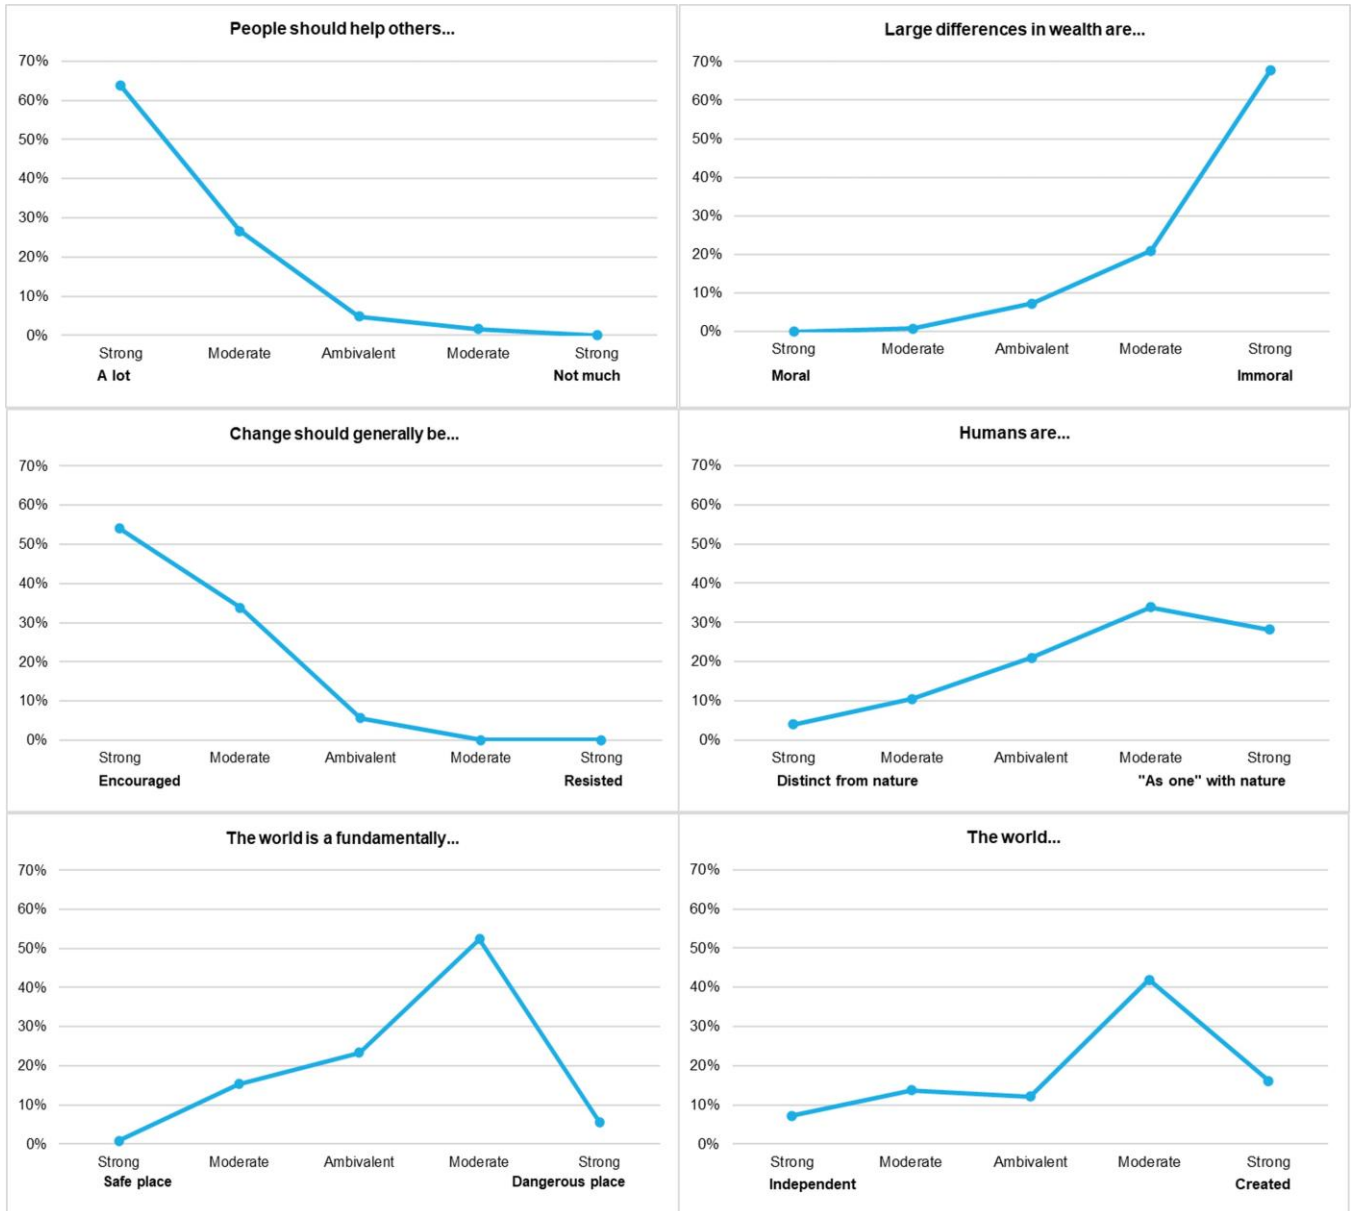 People should help others...
70%
60%
50%
40%
30%
20%
10%
0%
Strong Moderate Ambivalent Moderate Strong
A lot Not much
Large differences in wealth are...
70%
60%
50%
40%
30%
20%
10%
0%
Strong Moderate Ambivalent Moderate Strong
Moral Immoral
Change should generally be...
70%
60%
50%
40%
30%
20%
10%
0%
Strong Moderate Ambivalent Moderate Strong
Encouraged Resisted
Humans are...
70%
60%
50%
40%
30%
20%
10%
0%
Strong Moderate Ambivalent Moderate Strong
Distinct from nature "As one" with nature
The world is a fundamentally...
70%
60%
50%
40%
30%
20%
10%
0%
Strong Moderate Ambivalent Moderate Strong
Safe place Dangerous place
The world...
70%
60%
50%
40%
30%
20%
10%
0%
Strong Moderate Ambivalent Moderate Strong
Independent Created